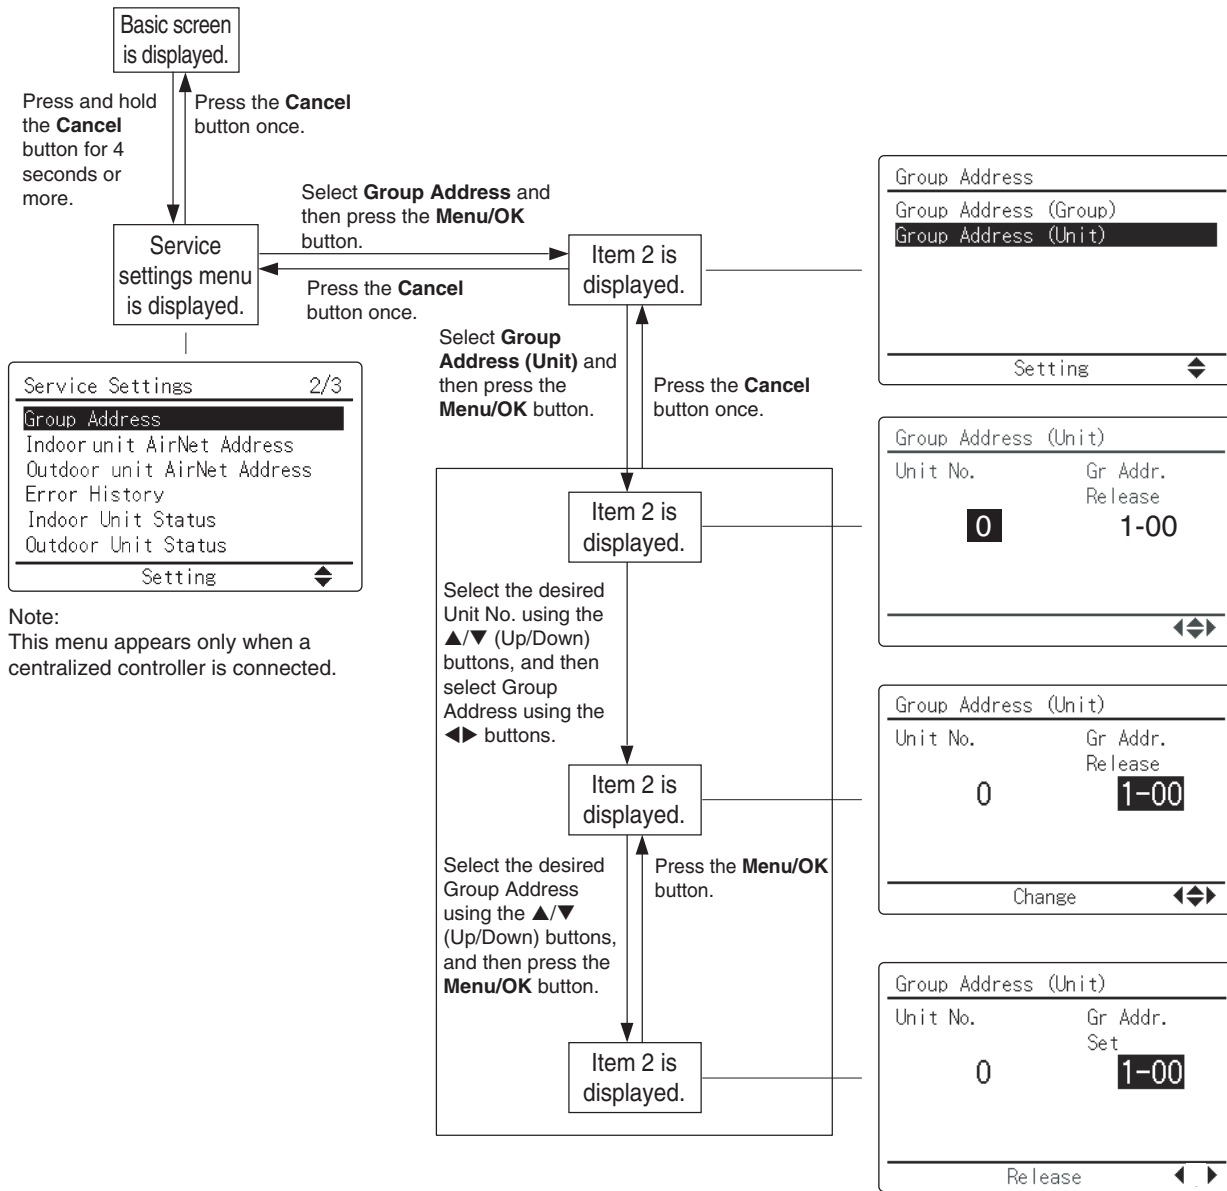 Basic screen
is displayed.
Press and hold
the Cancel
button for 4
seconds or
more.
Press the Cancel
button once.
Service
settings menu
is displayed.
Select Group Address and
then press the Menu/OK
button.
Press the Cancel
button once.
Item 2 is
displayed.
Group Address
Group Address (Group)
Group Address (Unit)
Setting
Service Settings 2/3
Group Address
Indoor unit AirNet Address
Outdoor unit AirNet Address
Error History
Indoor Unit Status
Outdoor Unit Status
Setting
Note:
This menu appears only when a
centralized controller is connected.
Select Group
Address (Unit) and
then press the
Menu/OK button.
Press the Cancel
button once.
Item 2 is
displayed.
Group Address (Unit)
Unit No. Gr Addr.
Release
0 1-00
Select the desired
Unit No. using the
▲/▼ (Up/Down)
buttons, and then
select Group
Address using the
◀▶ buttons.
Item 2 is
displayed.
Group Address (Unit)
Unit No. Gr Addr.
Release
0 1-00
Change
Select the desired
Group Address
using the ▲/▼
(Up/Down) buttons,
and then press the
Menu/OK button.
Press the Menu/OK
button.
Item 2 is
displayed.
Group Address (Unit)
Unit No. Gr Addr.
Set
0 1-00
Release